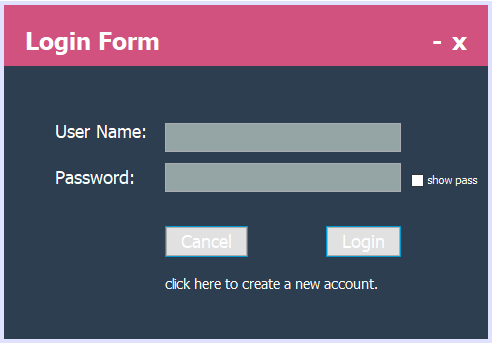 Login Form - x
User Name:
Password: show pass
Cancel Login
click here to create a new account.